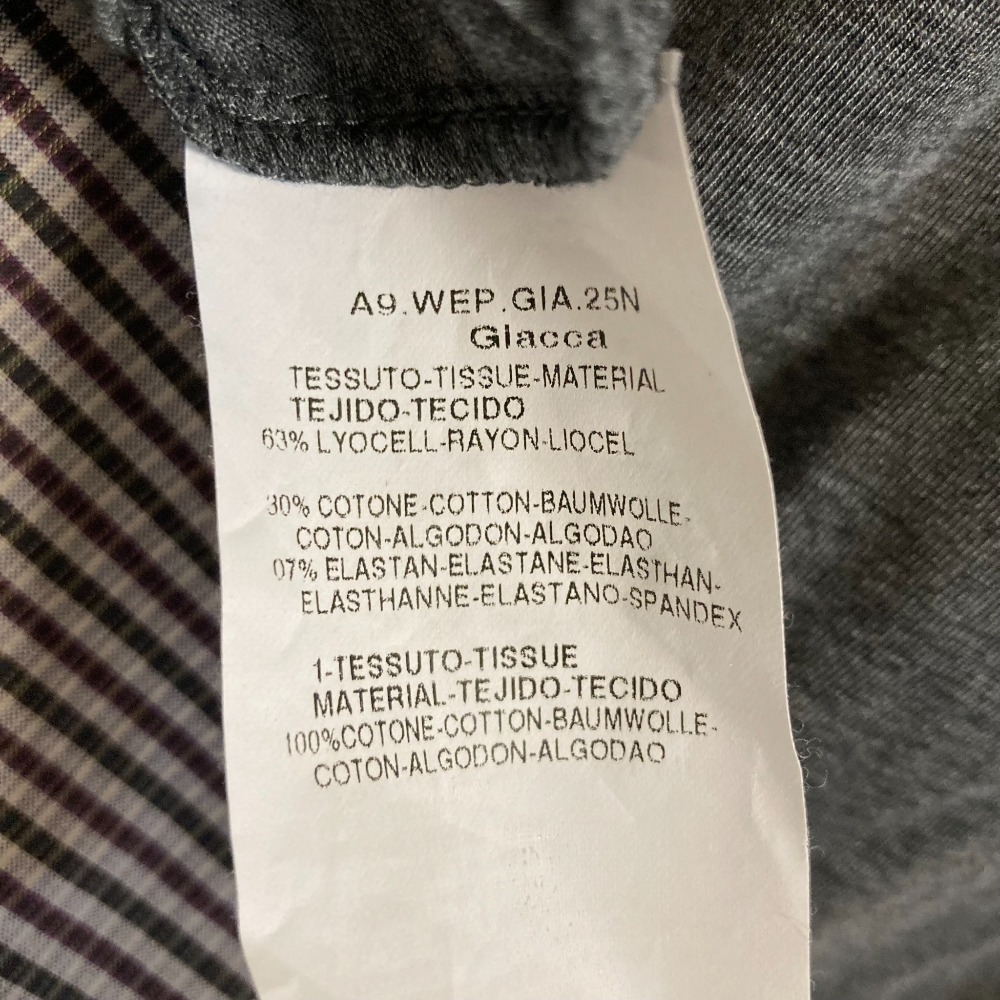 A9.WEP.GIA.25N
Giacca
TESSUTO-TISSUE-MATERIAL
TEJIDO-TECIDO
63% LYOCELL-RAYON-LIOCEL
30% COTONE-COTTON-BAUMWOLLE-
COTON-ALGODON-ALGODAO
07% ELASTAN-ELASTANE-ELASTHAN-
ELASTHANNE-ELASTANO-SPANDEX
1-TESSUTO-TISSUE
MATERIAL-TEJIDO-TECIDO
100%COTONE-COTTON-BAUMWOLLE-
COTON-ALGODON-ALGODAO